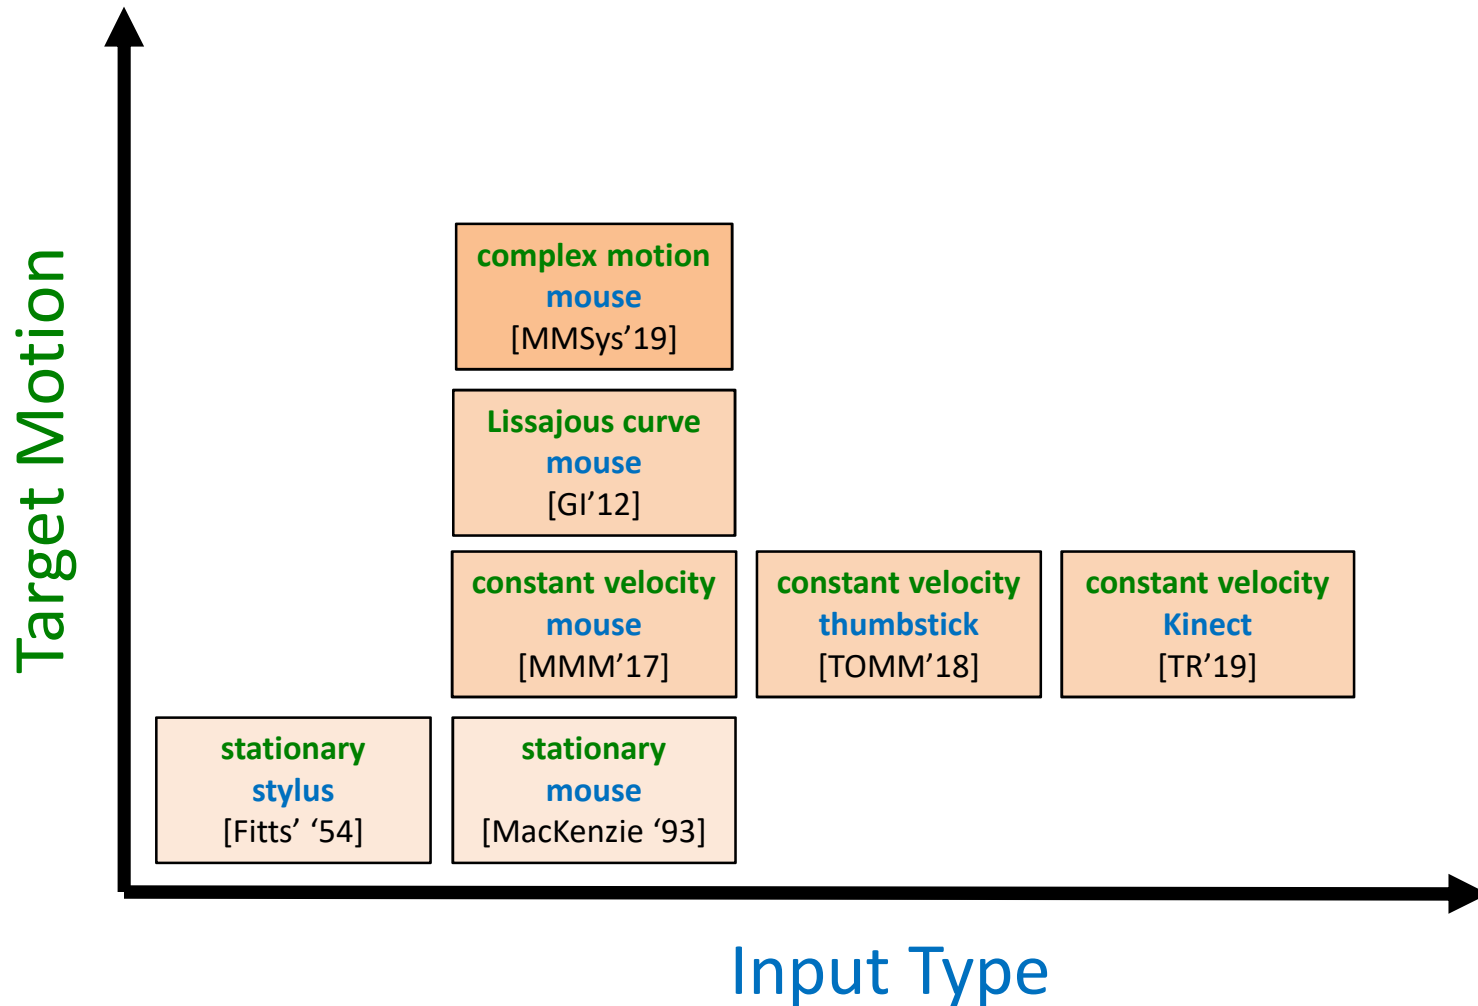 Target Motion
complex motion
mouse
[MMSys’19]
Lissajous curve
mouse
[GI’12]
constant velocity
mouse
[MMM’17]
constant velocity
thumbstick
[TOMM’18]
constant velocity
Kinect
[TR’19]
stationary
stylus
[Fitts’ ‘54]
stationary
mouse
[MacKenzie ‘93]
Input Type